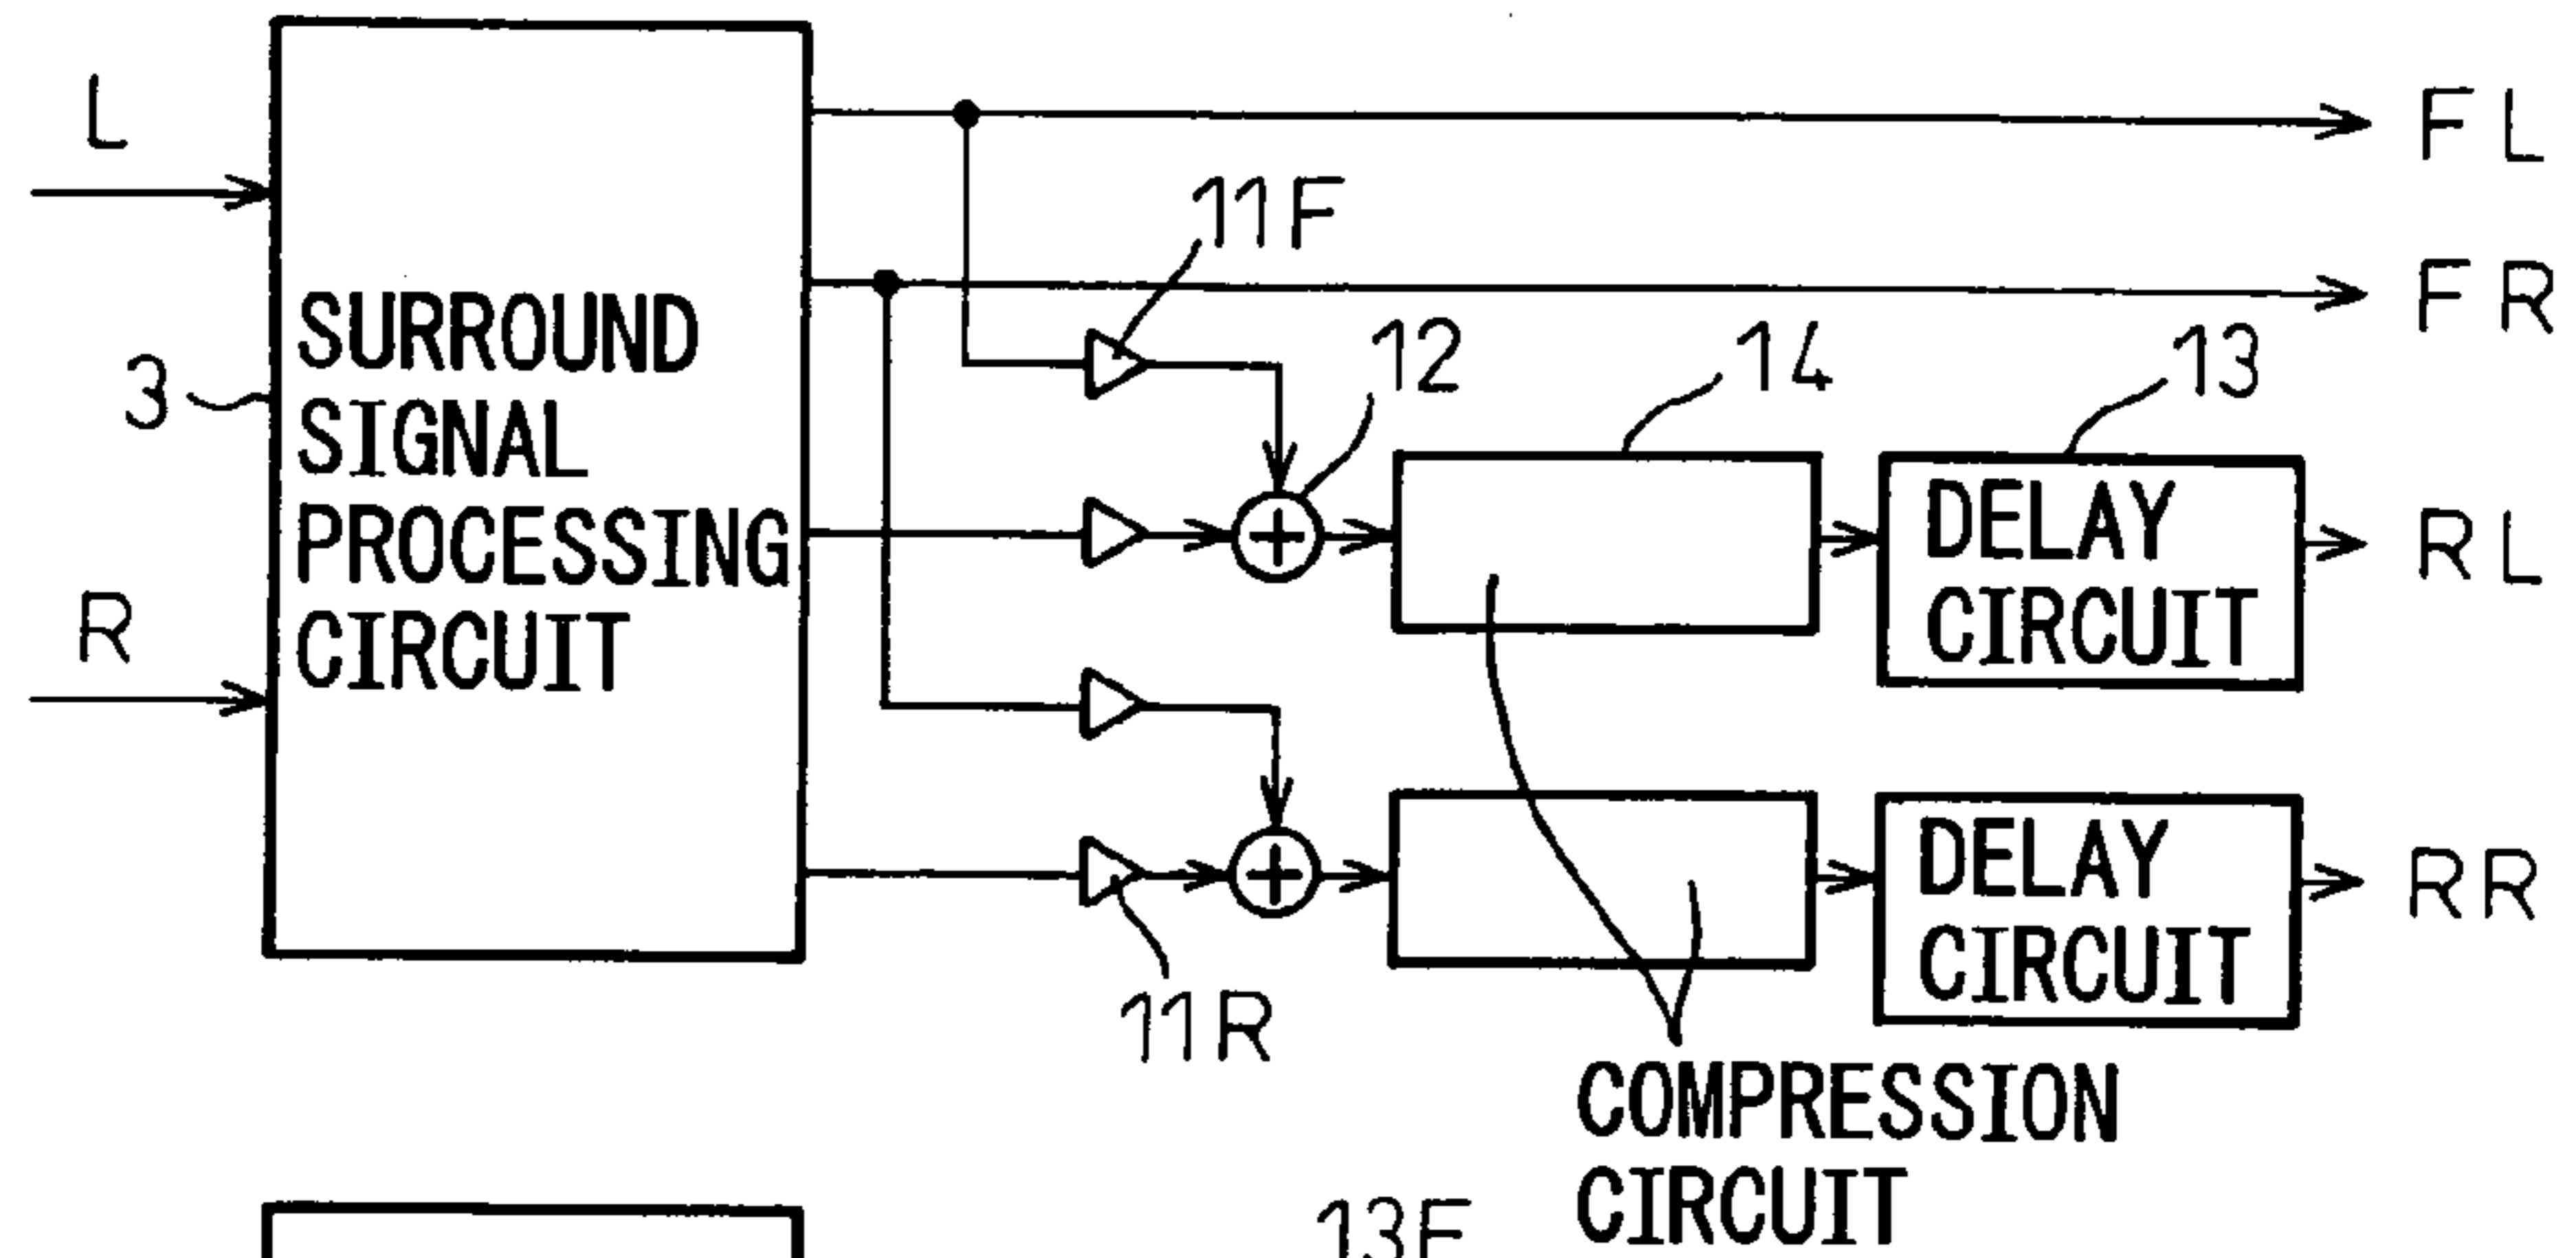 L
FL
11F
FR
3
SURROUND
SIGNAL
PROCESSING
CIRCUIT
12
14
13
DELAY
CIRCUIT
RL
R
DELAY
CIRCUIT
RR
11R
COMPRESSION
CIRCUIT
13F